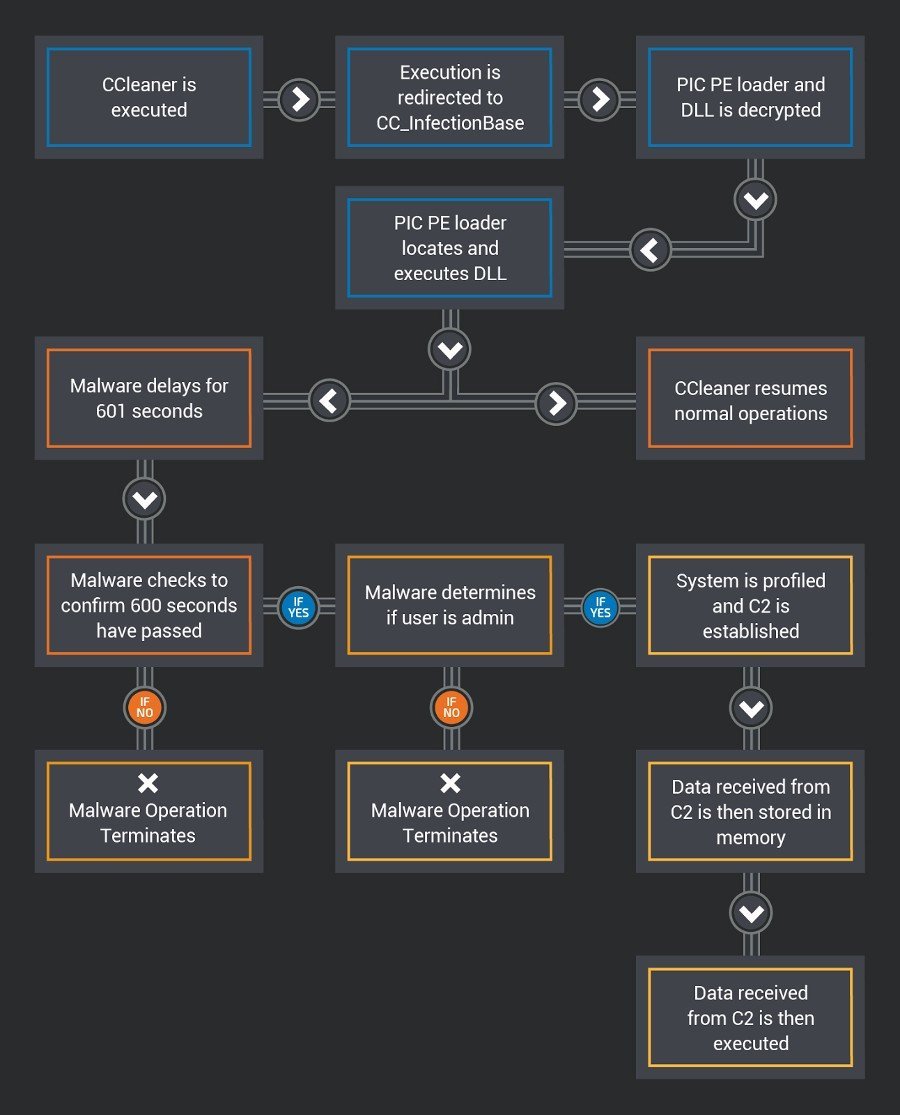 CCleaner is
executed
Execution is
redirected to
CC_InfectionBase
PIC PE loader and
DLL is decrypted
PIC PE loader
locates and
executes DLL
Malware delays for
601 seconds
CCleaner resumes
normal operations
Malware checks to
confirm 600 seconds
have passed
IF
YES
Malware determines
if user is admin
IF
YES
System is profiled
and C2 is
established
IF
NO
IF
NO
Malware Operation
Terminates
Malware Operation
Terminates
Data received from
C2 is then stored in
memory
Data received
from C2 is then
executed